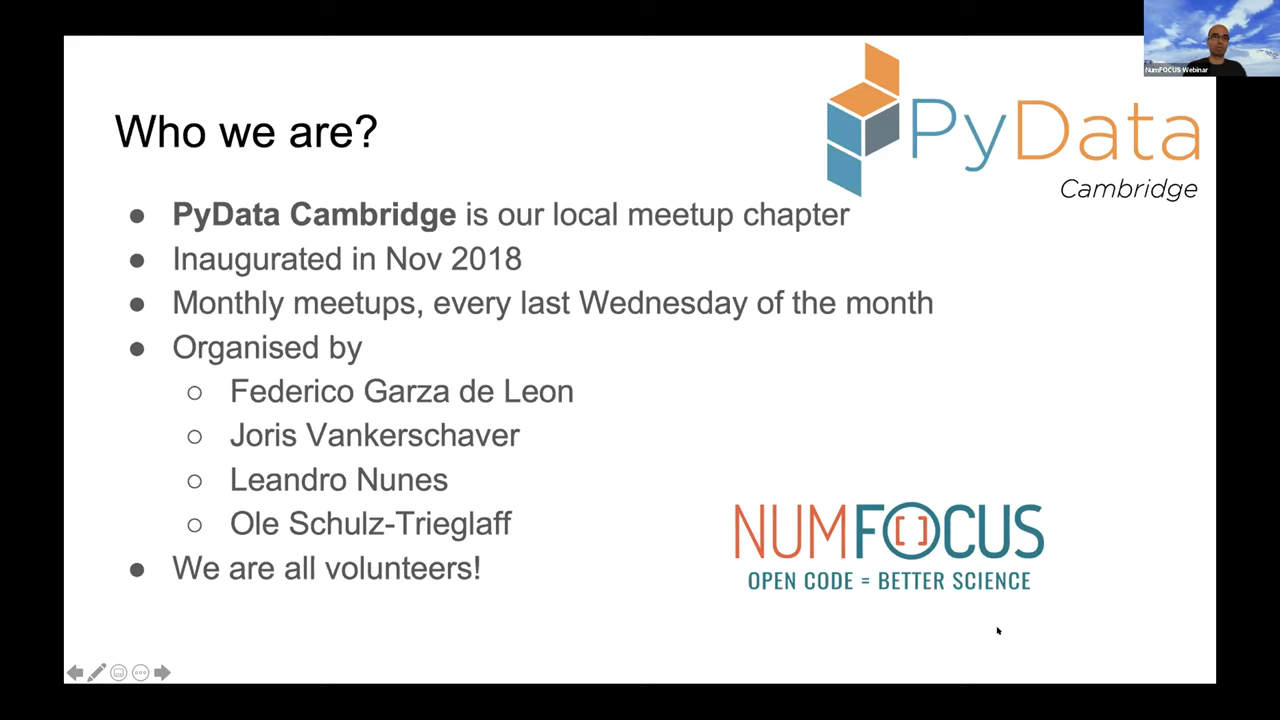 NumFOCUS Webinar
PyData
Cambridge
Who we are?
● PyData Cambridge is our local meetup chapter
● Inaugurated in Nov 2018
● Monthly meetups, every last Wednesday of the month
● Organised by
○ Federico Garza de Leon
○ Joris Vankerschaver
○ Leandro Nunes
○ Ole Schulz-Trieglaff
● We are all volunteers!
NUMFOCUS
OPEN CODE = BETTER SCIENCE